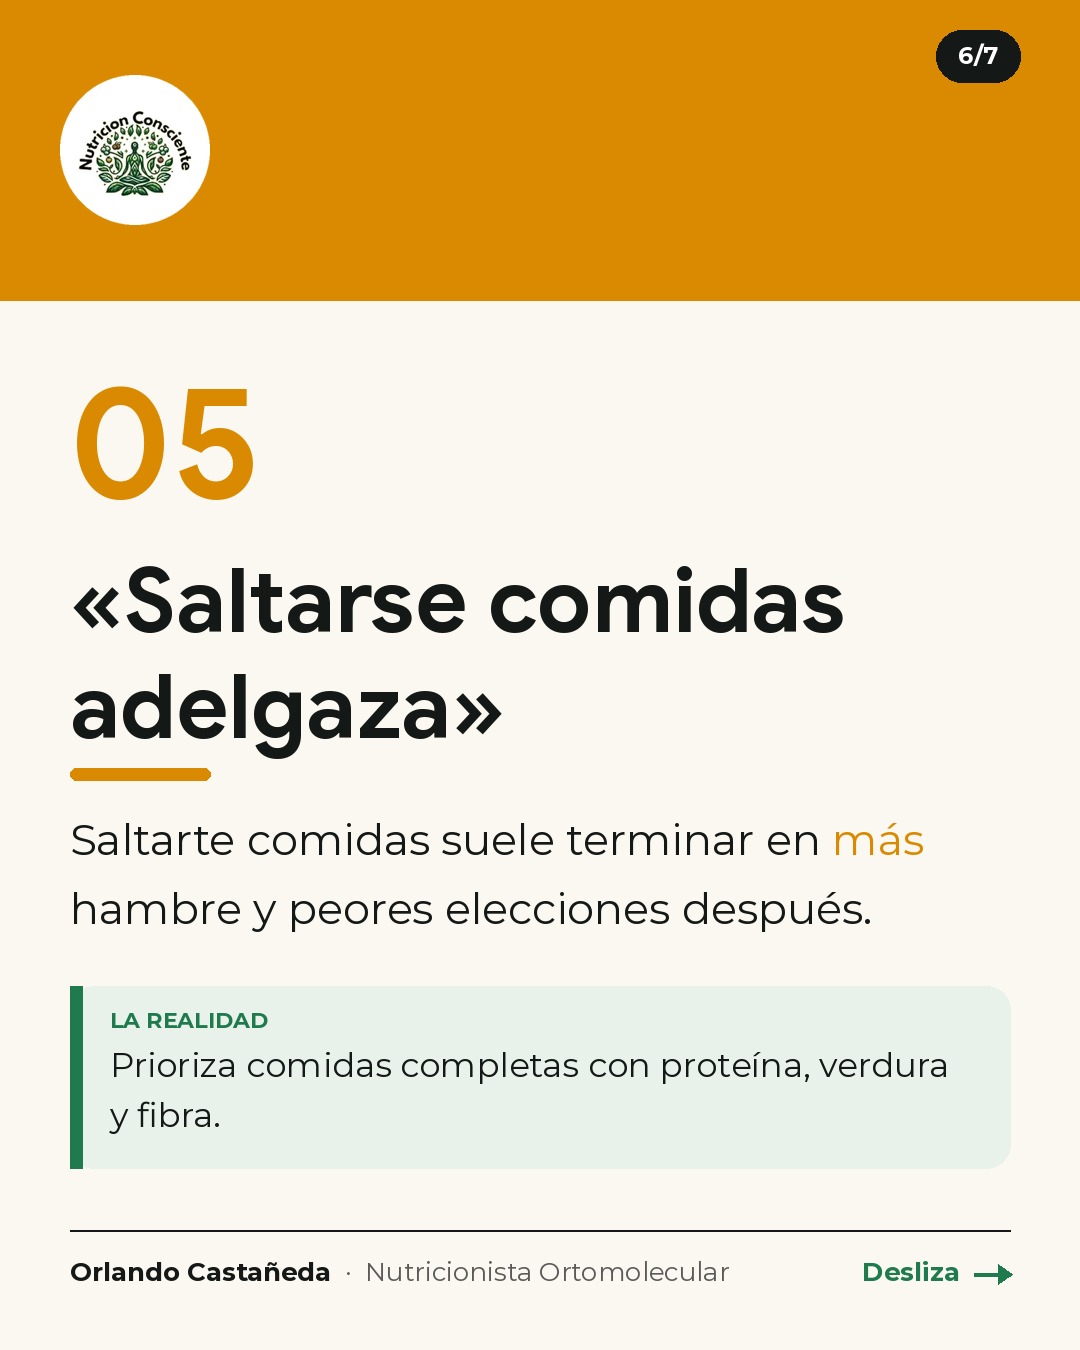 6/7
Nutricion Consciente
05
«Saltarse comidas
adelgaza»
Saltarte comidas suele terminar en más
hambre y peores elecciones después.
LA REALIDAD
Prioriza comidas completas con proteína, verdura
y fibra.
Orlando Castañeda · Nutricionista Ortomolecular
Desliza